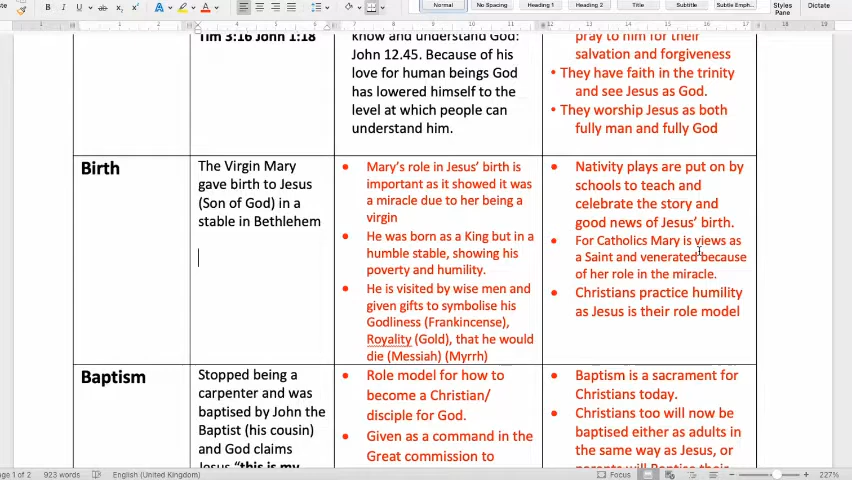 B I U A A
Normal No Spacing Heading 1 Heading 2 Title Subtitle Subtle Emph...
Styles
Pane
Dictate
Tim 3:16 John 1:18
know and understand God:
John 12.45. Because of his
love for human beings God
has lowered himself to the
level at which people can
understand him.
pray to him for their
salvation and forgiveness
• They have faith in the trinity
and see Jesus as God.
• They worship Jesus as both
fully man and fully God
Birth
The Virgin Mary
gave birth to Jesus
(Son of God) in a
stable in Bethlehem
• Mary's role in Jesus' birth is
important as it showed it was
a miracle due to her being a
virgin
• He was born as a King but in a
humble stable, showing his
poverty and humility.
• He is visited by wise men and
given gifts to symbolise his
Godliness (Frankincense),
Royality (Gold), that he would
die (Messiah) (Myrrh)
• Nativity plays are put on by
schools to teach and
celebrate the story and
good news of Jesus' birth.
• For Catholics Mary is views as
a Saint and venerated because
of her role in the miracle.
• Christians practice humility
as Jesus is their role model
Baptism
Stopped being a
carpenter and was
baptised by John the
Baptist (his cousin)
and God claims
Jesus "this is my
• Role model for how to
become a Christian/
disciple for God.
• Given as a command in the
Great commission to
• Baptism is a sacrament for
Christians today.
• Christians too will now be
baptised either as adults in
the same way as Jesus, or
parents will Baptise their
Page 1 of 2 923 words English (United Kingdom) Focus 227%